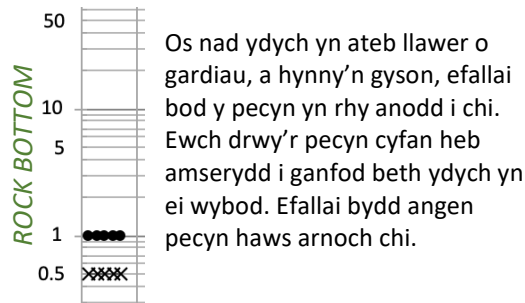 50
10
5
1
0.5
ROCK BOTTOM
Os nad ydych yn ateb llawer o
gardiau, a hynny’n gyson, efallai
bod y pecyn yn rhy anodd i chi.
Ewch drwy’r pecyn cyfan heb
amserydd i ganfod beth ydych yn
ei wybod. Efallai bydd angen
pecyn haws arnoch chi.